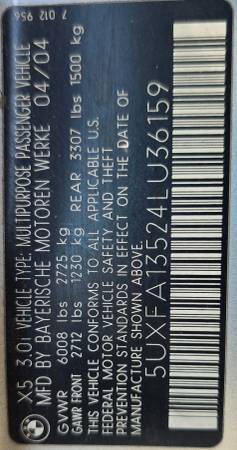 7 012 956
X5 3.0i VEHICLE TYPE: MULTIPURPOSE PASSENGER VEHICLE
MFD BY BAYERISCHE MOTOREN WERKE 04/04
GVWR 6008 lbs 2725 kg
GAWR FRONT 2712 lbs 1230 kg REAR 3307 lbs 1500 kg
THIS VEHICLE CONFORMS TO ALL APPLICABLE U.S.
FEDERAL MOTOR VEHICLE SAFETY AND THEFT
PREVENTION STANDARDS IN EFFECT ON THE DATE OF
MANUFACTURE SHOWN ABOVE.
5UXFA13524LU36159
BMW